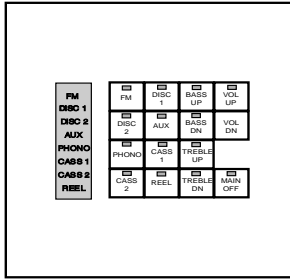 FM
DISC 1
DISC 2
AUX
PHONO
CASS 1
CASS 2
REEL
FM
DISC
1
BASS
UP
VOL
UP
DISC
2
AUX
BASS
DN
VOL
DN
PHONO
CASS
1
TREBLE
UP
CASS
2
REEL
TREBLE
DN
MAIN
OFF